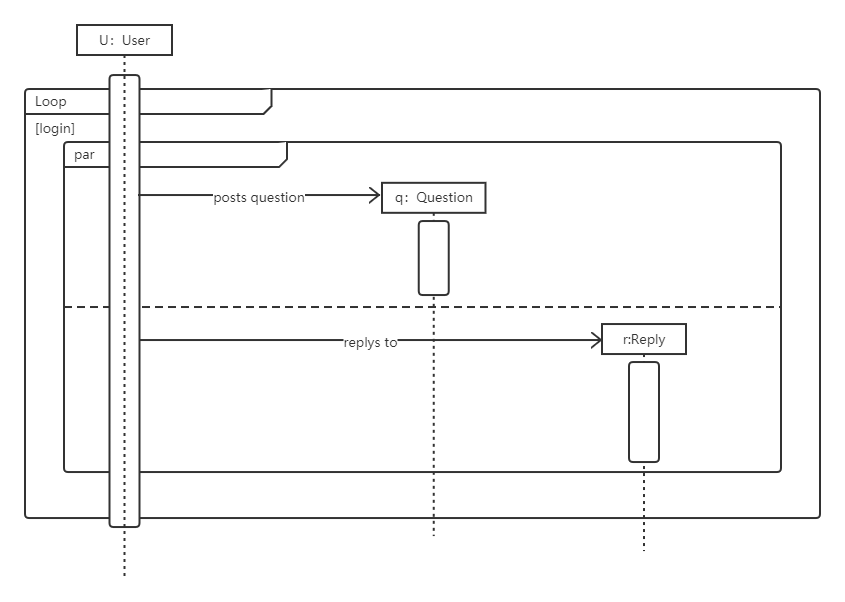 U: User
Loop
[login]
par
posts question
q: Question
replys to
r:Reply